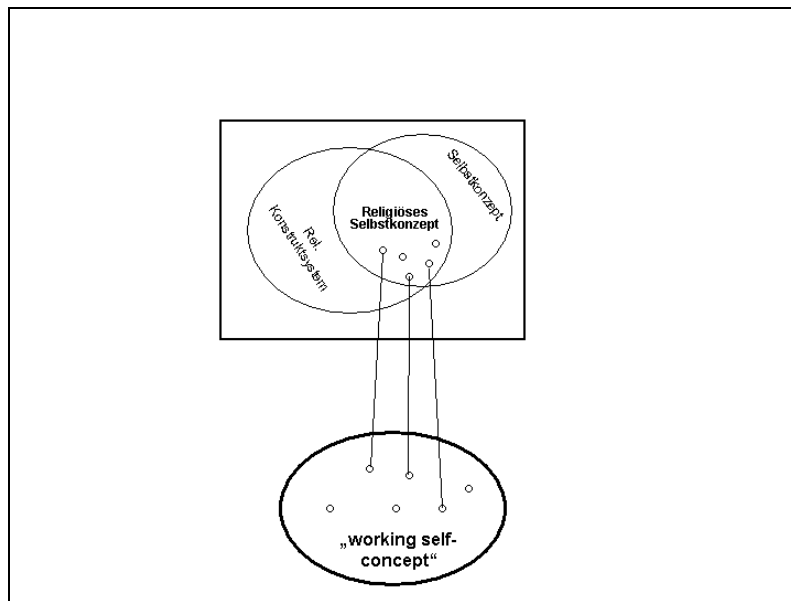 Selbstkonzept
Religiöses
Selbstkonzept
Rel.
Konstruktsystem
„working self-
concept“